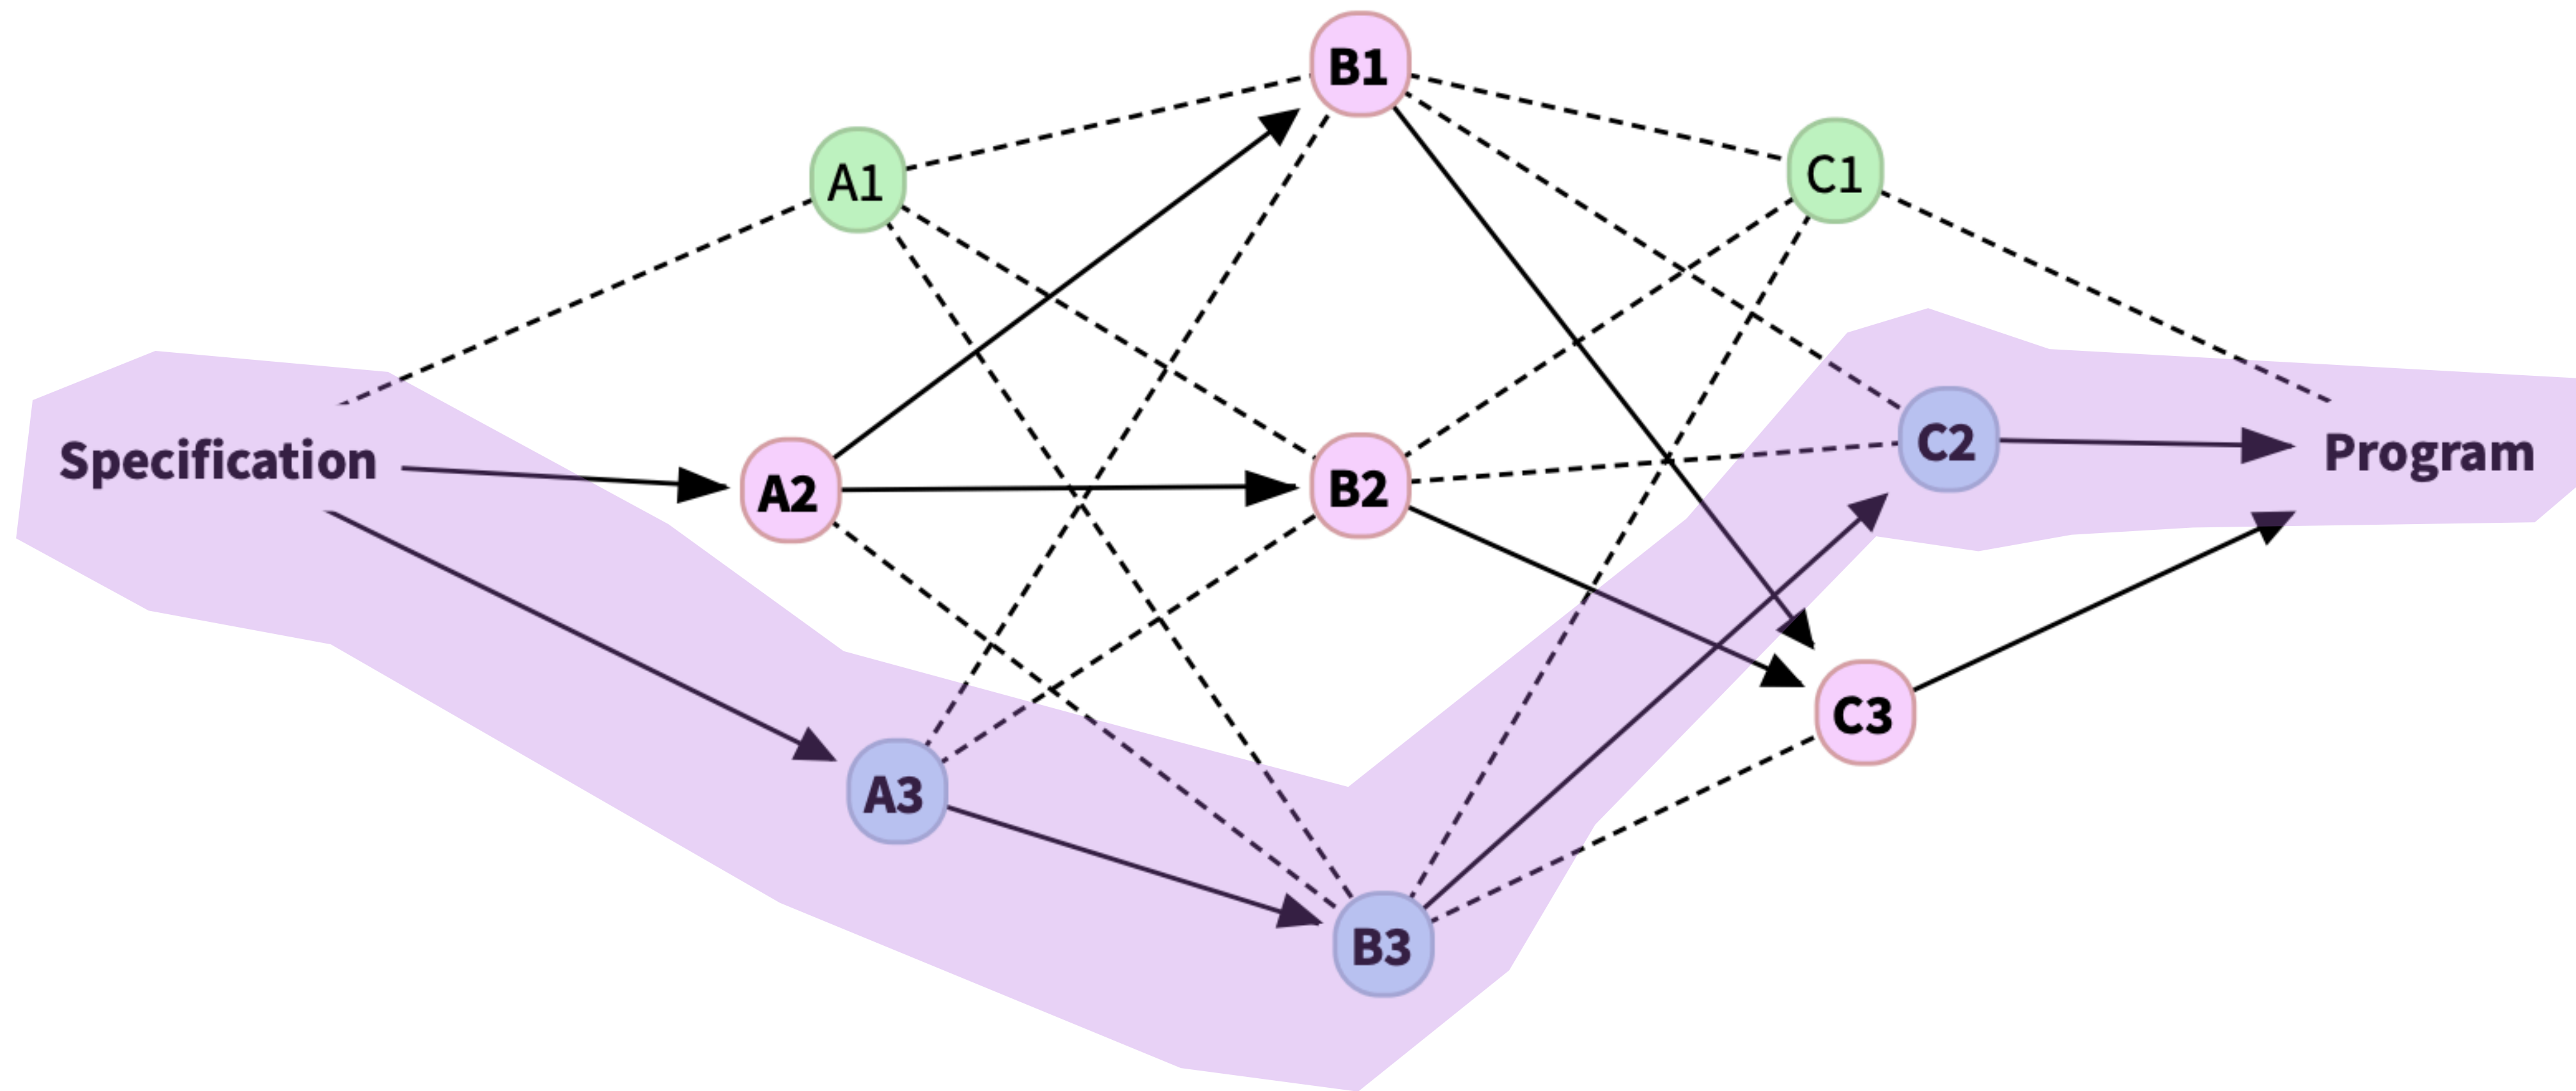 B1
A1
C1
Specification
A2
B2
C2
Program
A3
C3
B3